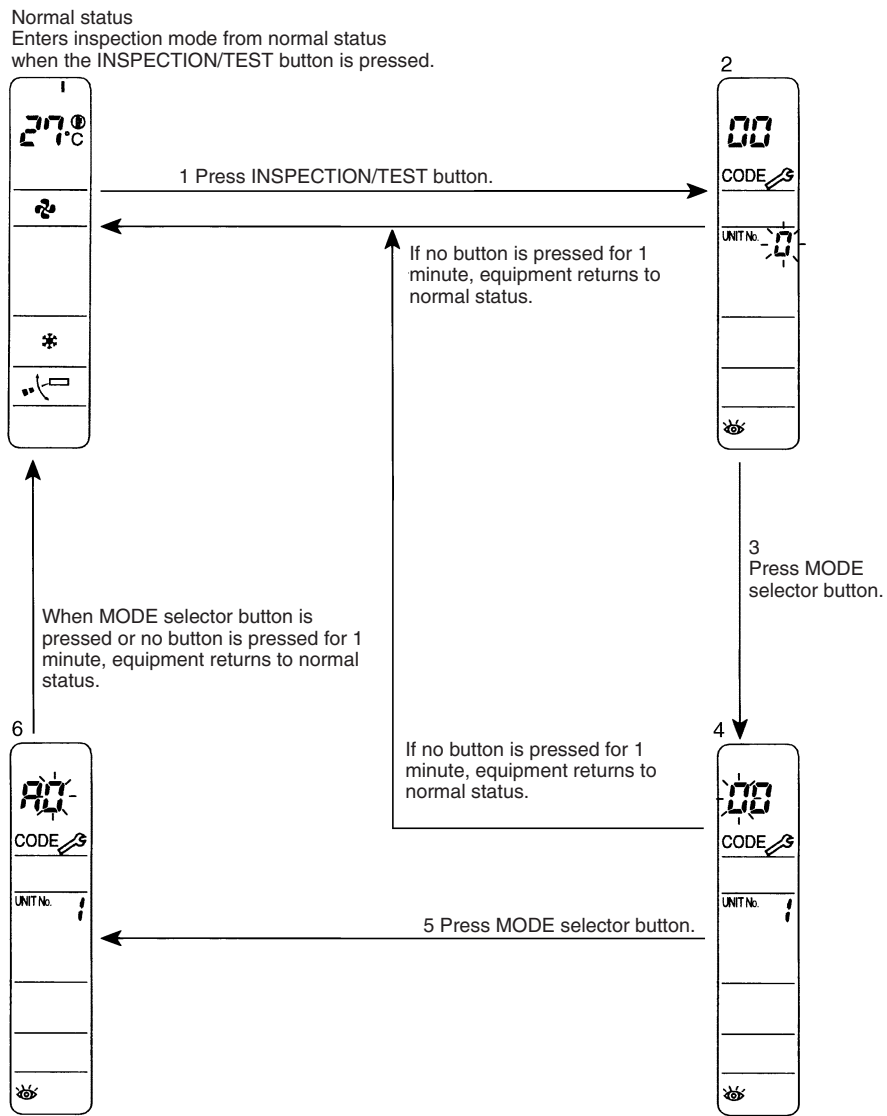 Normal status
Enters inspection mode from normal status
when the INSPECTION/TEST button is pressed.
27°C
1 Press INSPECTION/TEST button.
2
00
CODE
UNIT No. 0
If no button is pressed for 1
minute, equipment returns to
normal status.
3
Press MODE
selector button.
When MODE selector button is
pressed or no button is pressed for 1
minute, equipment returns to normal
status.
If no button is pressed for 1
minute, equipment returns to
normal status.
4
00
CODE
UNIT No. 1
5 Press MODE selector button.
6
A0
CODE
UNIT No. 1